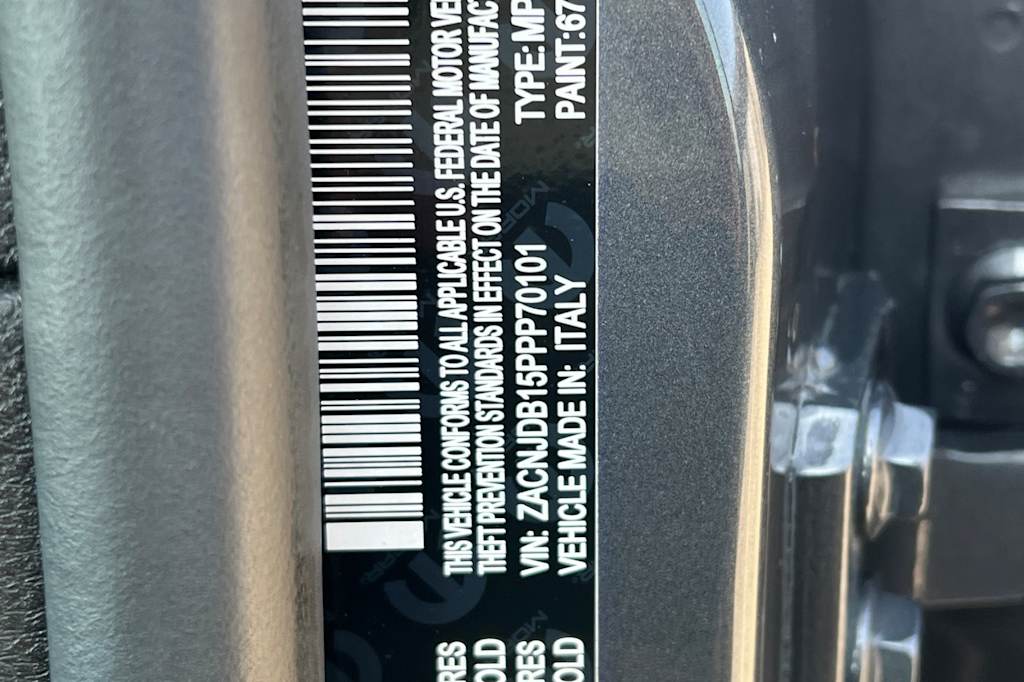 THIS VEHICLE CONFORMS TO ALL APPLICABLE U.S. FEDERAL MOTOR VE
THEFT PREVENTION STANDARDS IN EFFECT ON THE DATE OF MANUFAC
VIN: ZACNJDB15PPP70101
TYPE: MP
VEHICLE MADE IN: ITALY
PAINT:67
RES
OLD
RES
OLD